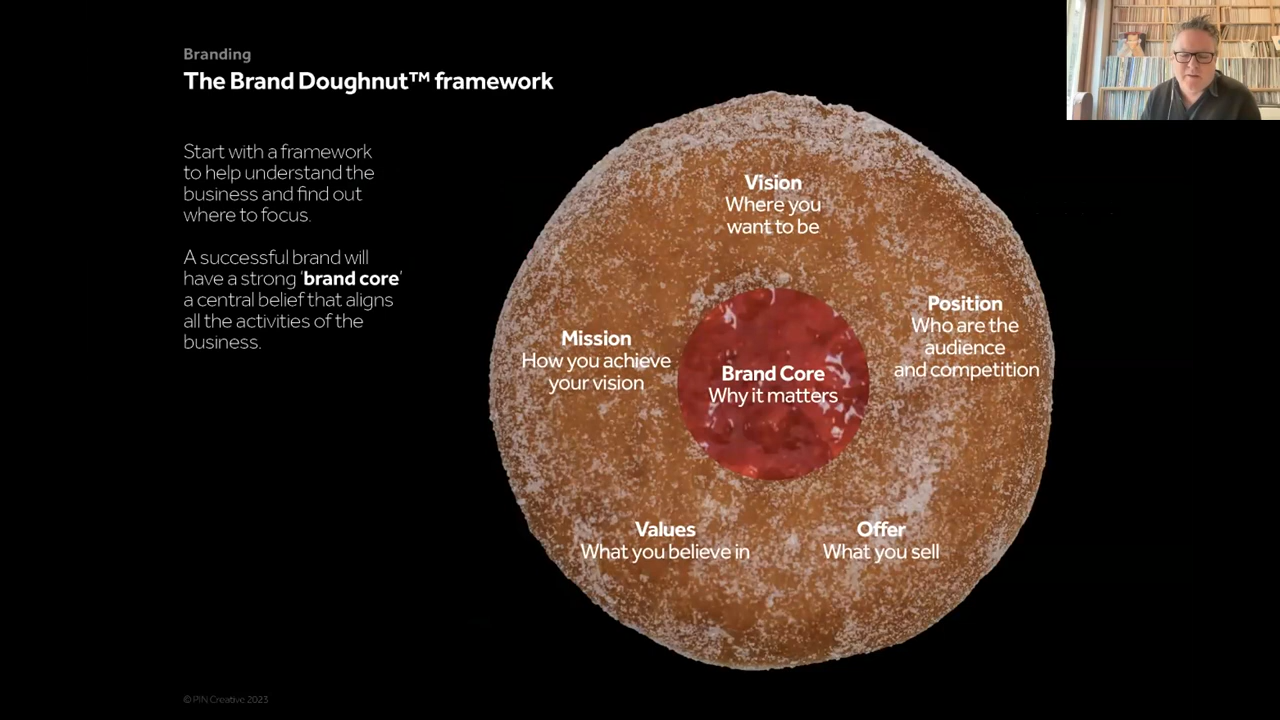 Branding
The Brand Doughnut™ framework
Start with a framework
to help understand the
business and find out
where to focus.
A successful brand will
have a strong ‘brand core’
a central belief that aligns
all the activities of the
business.
Vision
Where you
want to be
Position
Who are the
audience
and competition
Mission
How you achieve
your vision
Brand Core
Why it matters
Values
What you believe in
Offer
What you sell
© PIN Creative 2023